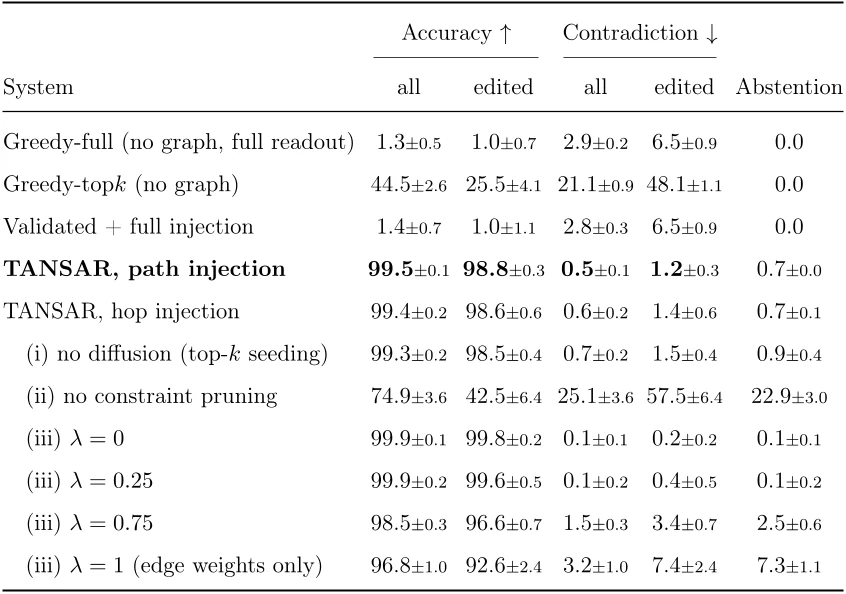 Accuracy ↑ Contradiction ↓
System all edited all edited Abstention
Greedy-full (no graph, full readout) 1.3±0.5 1.0±0.7 2.9±0.2 6.5±0.9 0.0
Greedy-topk (no graph) 44.5±2.6 25.5±4.1 21.1±0.9 48.1±1.1 0.0
Validated + full injection 1.4±0.7 1.0±1.1 2.8±0.3 6.5±0.9 0.0
TANSAR, path injection 99.5±0.1 98.8±0.3 0.5±0.1 1.2±0.3 0.7±0.0
TANSAR, hop injection 99.4±0.2 98.6±0.6 0.6±0.2 1.4±0.6 0.7±0.1
(i) no diffusion (top-k seeding) 99.3±0.2 98.5±0.4 0.7±0.2 1.5±0.4 0.9±0.4
(ii) no constraint pruning 74.9±3.6 42.5±6.4 25.1±3.6 57.5±6.4 22.9±3.0
(iii) λ = 0 99.9±0.1 99.8±0.2 0.1±0.1 0.2±0.2 0.1±0.1
(iii) λ = 0.25 99.9±0.2 99.6±0.5 0.1±0.2 0.4±0.5 0.1±0.2
(iii) λ = 0.75 98.5±0.3 96.6±0.7 1.5±0.3 3.4±0.7 2.5±0.6
(iii) λ = 1 (edge weights only) 96.8±1.0 92.6±2.4 3.2±1.0 7.4±2.4 7.3±1.1